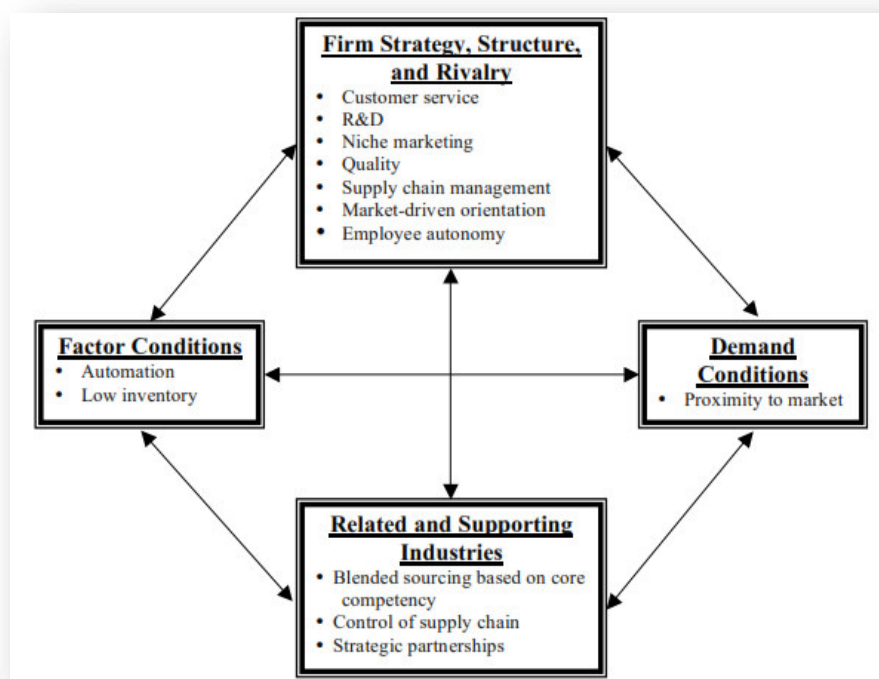 Firm Strategy, Structure,
and Rivalry
• Customer service
• R&D
• Niche marketing
• Quality
• Supply chain management
• Market-driven orientation
• Employee autonomy
Factor Conditions
• Automation
• Low inventory
Demand
Conditions
• Proximity to market
Related and Supporting
Industries
• Blended sourcing based on core
competency
• Control of supply chain
• Strategic partnerships